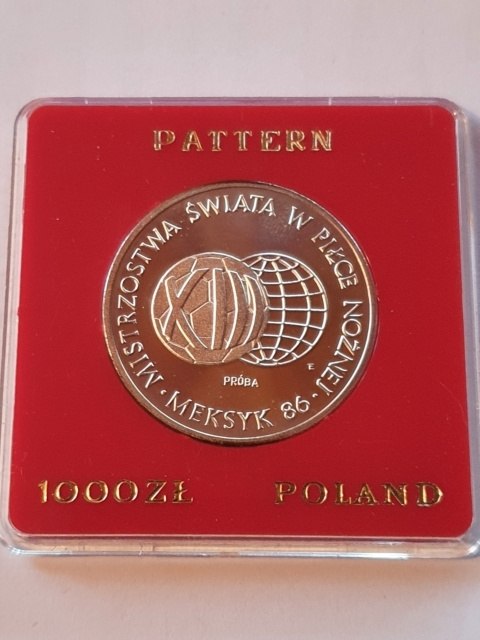 PATTERN
MISTRZOSTWA ŚWIATA W PIŁCE NOŻNEJ
XIII
E
PRÓBA
· MEKSYK 86 ·
1000ZŁ POLAND